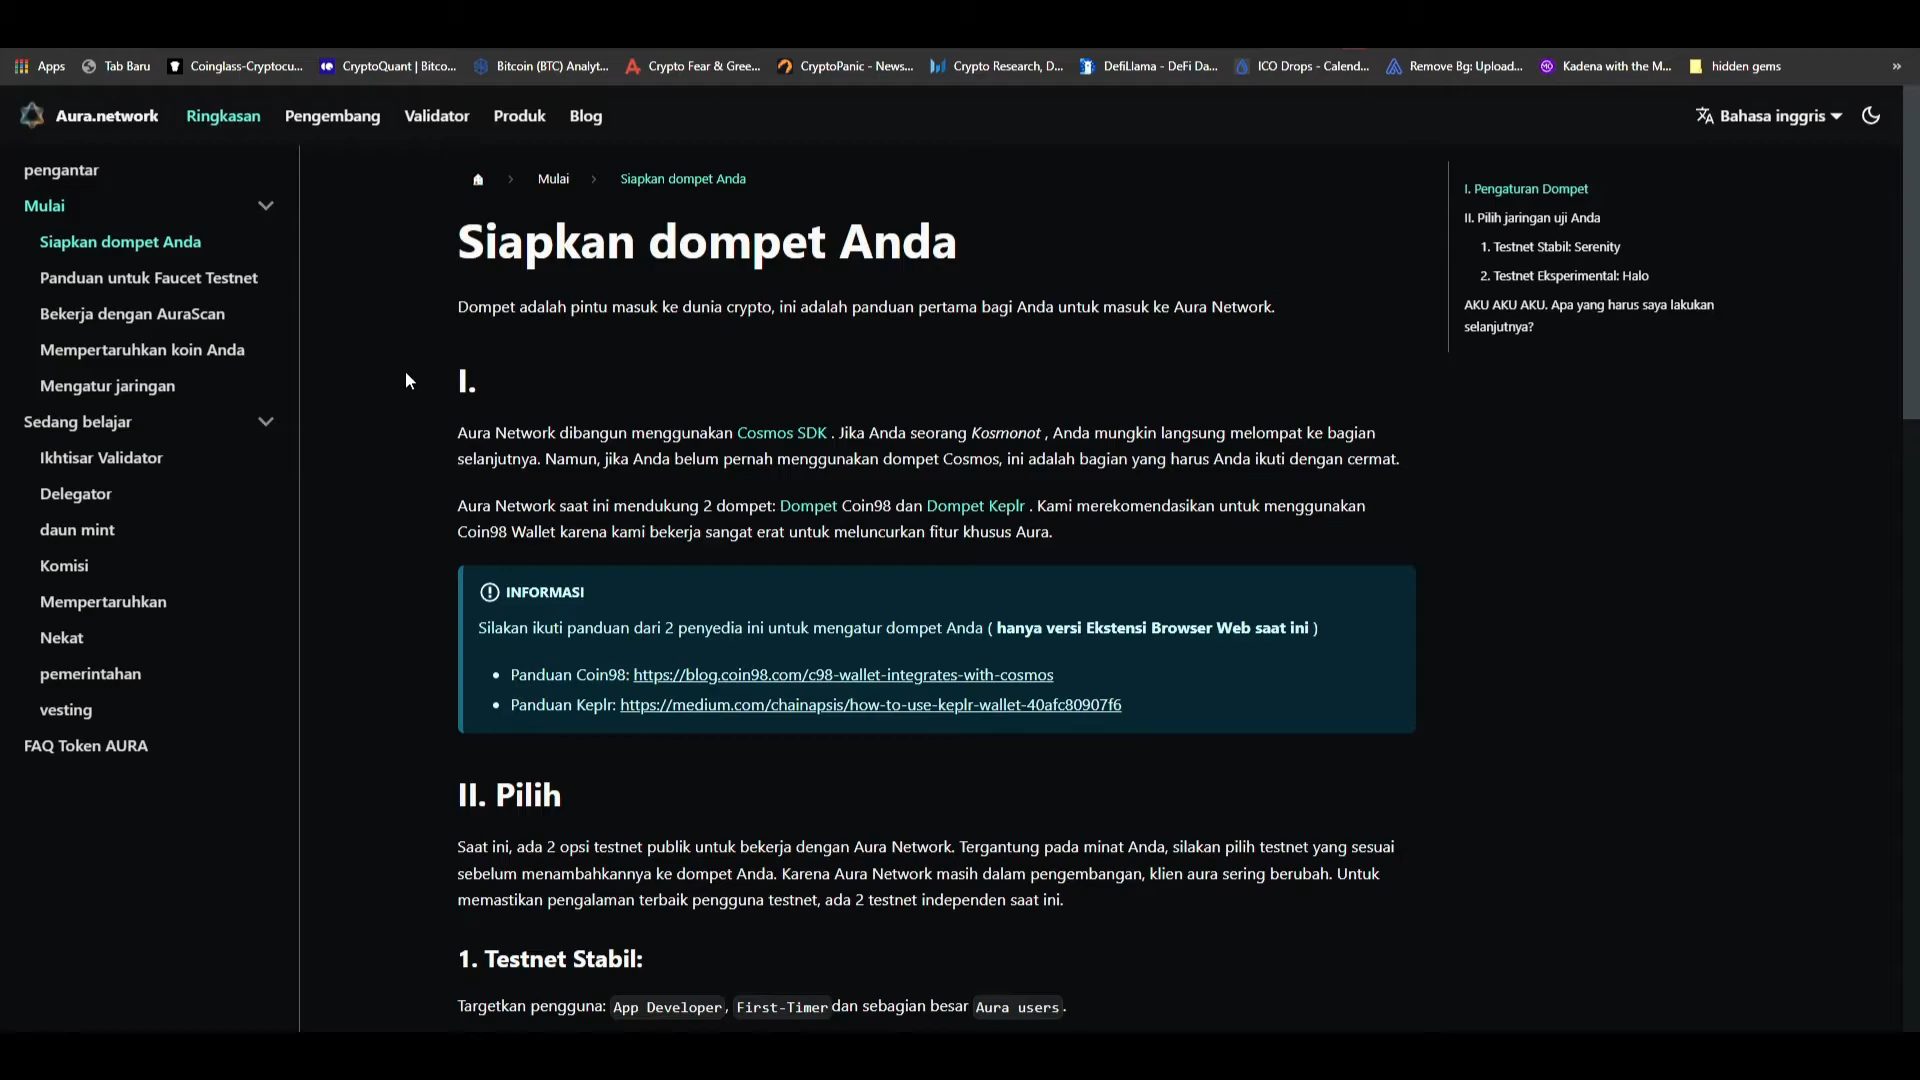 Apps Tab Baru Coinglass-Cryptocu... CryptoQuant | Bitco... Bitcoin (BTC) Analyt... Crypto Fear & Gree... CryptoPanic - News... Crypto Research, D... DefiLlama - DeFi Da... ICO Drops - Calend... Remove Bg: Upload... Kadena with the M... hidden gems »
Aura.network Ringkasan Pengembang Validator Produk Blog Bahasa inggris
pengantar
Mulai
Siapkan dompet Anda
Panduan untuk Faucet Testnet
Bekerja dengan AuraScan
Mempertaruhkan koin Anda
Mengatur jaringan
Sedang belajar
Ikhtisar Validator
Delegator
daun mint
Komisi
Mempertaruhkan
Nekat
pemerintahan
vesting
FAQ Token AURA
Mulai Siapkan dompet Anda
Siapkan dompet Anda
Dompet adalah pintu masuk ke dunia crypto, ini adalah panduan pertama bagi Anda untuk masuk ke Aura Network.
I.
Aura Network dibangun menggunakan Cosmos SDK . Jika Anda seorang Kosmonot , Anda mungkin langsung melompat ke bagian
selanjutnya. Namun, jika Anda belum pernah menggunakan dompet Cosmos, ini adalah bagian yang harus Anda ikuti dengan cermat.
Aura Network saat ini mendukung 2 dompet: Dompet Coin98 dan Dompet Keplr . Kami merekomendasikan untuk menggunakan
Coin98 Wallet karena kami bekerja sangat erat untuk meluncurkan fitur khusus Aura.
INFORMASI
Silakan ikuti panduan dari 2 penyedia ini untuk mengatur dompet Anda ( hanya versi Ekstensi Browser Web saat ini )
• Panduan Coin98: https://blog.coin98.com/c98-wallet-integrates-with-cosmos
• Panduan Keplr: https://medium.com/chainapsis/how-to-use-keplr-wallet-40afc80907f6
II. Pilih
Saat ini, ada 2 opsi testnet publik untuk bekerja dengan Aura Network. Tergantung pada minat Anda, silakan pilih testnet yang sesuai
sebelum menambahkannya ke dompet Anda. Karena Aura Network masih dalam pengembangan, klien aura sering berubah. Untuk
memastikan pengalaman terbaik pengguna testnet, ada 2 testnet independen saat ini.
1. Testnet Stabil:
Targetkan pengguna: App Developer, First-Timer dan sebagian besar Aura users.
I. Pengaturan Dompet
II. Pilih jaringan uji Anda
1. Testnet Stabil: Serenity
2. Testnet Eksperimental: Halo
AKU AKU AKU. Apa yang harus saya lakukan
selanjutnya?